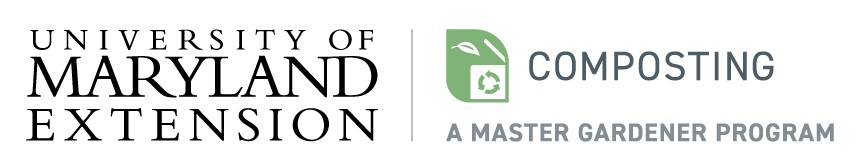 UNIVERSITY OF
MARYLAND
EXTENSION
COMPOSTING
A MASTER GARDENER PROGRAM